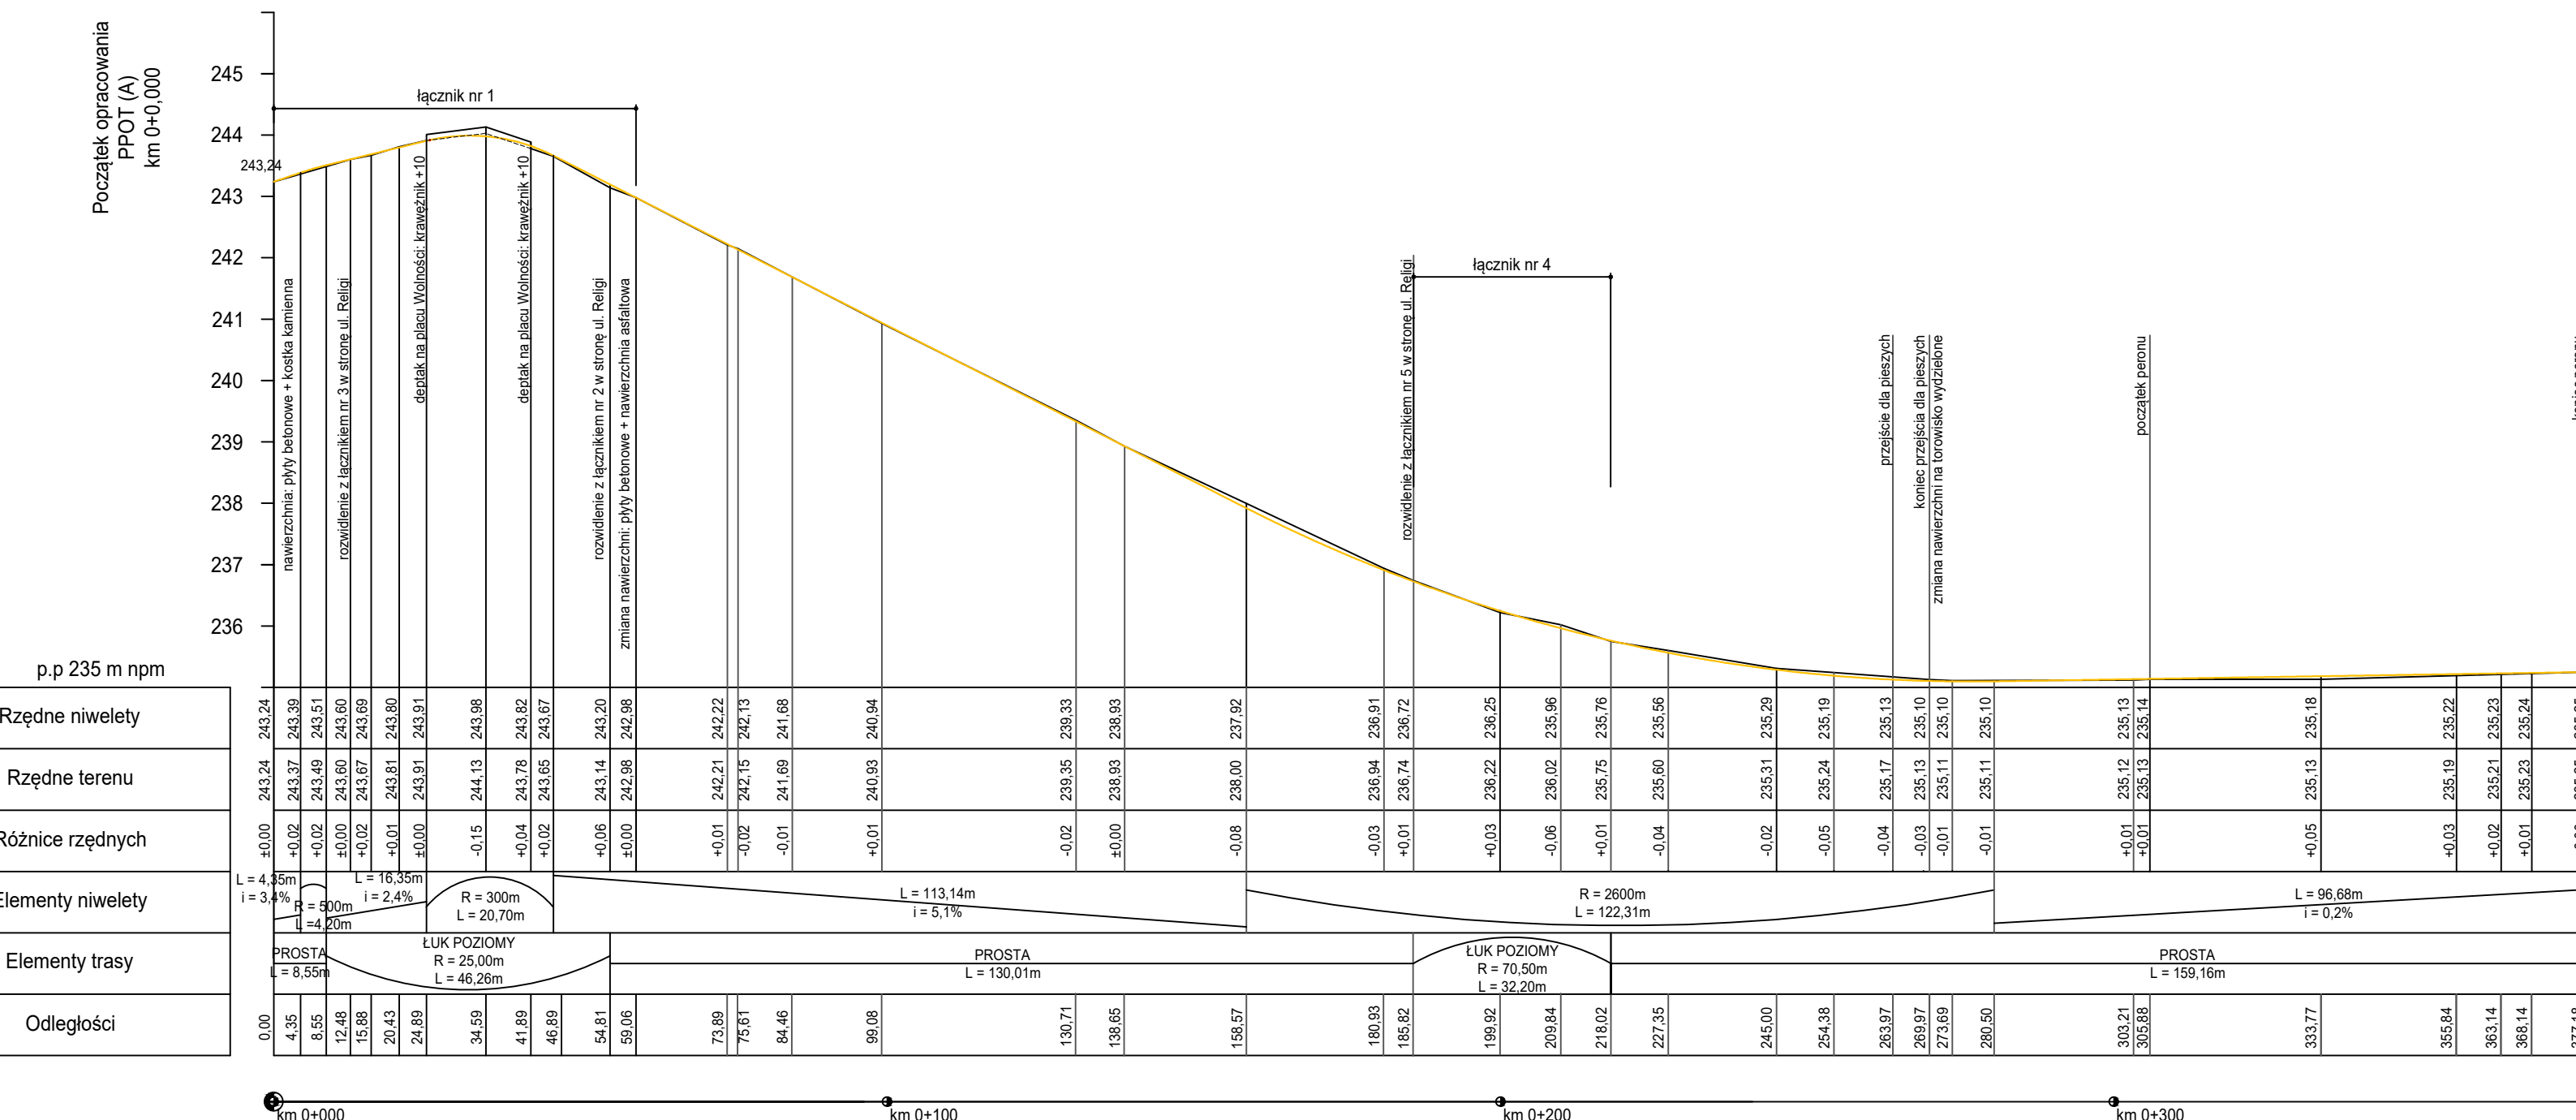 Początek opracowania
PPOT (A)
km 0+0,000
245
244
243
242
241
240
239
238
237
236
243,24
łącznik nr 1
łącznik nr 4
nawierzchnia: płyty betonowe + kostka kamienna
rozwidlenie z łącznikiem nr 3 w stronę ul. Religi
deptak na placu Wolności: krawężnik +10
deptak na placu Wolności: krawężnik +10
rozwidlenie z łącznikiem nr 2 w stronę ul. Religi
zmiana nawierzchni: płyty betonowe + nawierzchnia asfaltowa
rozwidlenie z łącznikiem nr 5 w stronę ul. Religi
przejście dla pieszych
koniec przejścia dla pieszych
zmiana nawierzchni na torowisko wydzielone
początek peronu
p.p 235 m npm
Rzędne niwelety
243,24 243,39 243,51 243,60 243,69 243,80 243,91 243,98 243,82 243,67 243,20 242,98 242,22 242,13 241,68 240,94 239,33 238,93 237,92 236,91 236,72 236,25 235,96 235,76 235,56 235,29 235,19 235,13 235,10 235,10 235,10 235,13 235,14 235,18 235,22 235,23 235,24
Rzędne terenu
243,24 243,37 243,49 243,60 243,67 243,81 243,91 244,13 243,78 243,65 243,14 242,98 242,21 242,15 241,69 240,93 239,35 238,93 238,00 236,94 236,74 236,22 236,02 235,75 235,60 235,31 235,24 235,17 235,13 235,11 235,11 235,12 235,13 235,13 235,19 235,21 235,23
Różnice rzędnych
±0,00 +0,02 +0,02 ±0,00 +0,02 +0,01 ±0,00 -0,15 +0,04 +0,02 +0,06 ±0,00 +0,01 -0,02 -0,01 +0,01 -0,02 ±0,00 -0,08 -0,03 +0,01 +0,03 -0,06 +0,01 -0,04 -0,02 -0,05 -0,04 -0,03 -0,01 -0,01 +0,01 +0,01 +0,05 +0,03 +0,02 +0,01
Elementy niwelety
L = 4,35m
i = 3,4%
R = 500m
L =4,20m
L = 16,35m
i = 2,4%
R = 300m
L = 20,70m
L = 113,14m
i = 5,1%
R = 2600m
L = 122,31m
L = 96,68m
i = 0,2%
Elementy trasy
PROSTA
L = 8,55m
ŁUK POZIOMY
R = 25,00m
L = 46,26m
PROSTA
L = 130,01m
ŁUK POZIOMY
R = 70,50m
L = 32,20m
PROSTA
L = 159,16m
Odległości
0,00 4,35 8,55 12,48 15,88 20,43 24,89 34,59 41,89 46,89 54,81 59,06 73,89 75,61 84,46 99,08 130,71 138,65 158,57 180,93 185,82 199,92 209,84 218,02 227,35 245,00 254,38 263,97 269,97 273,69 280,50 303,21 305,88 333,77 355,84 363,14 368,14
km 0+000
km 0+100
km 0+200
km 0+300